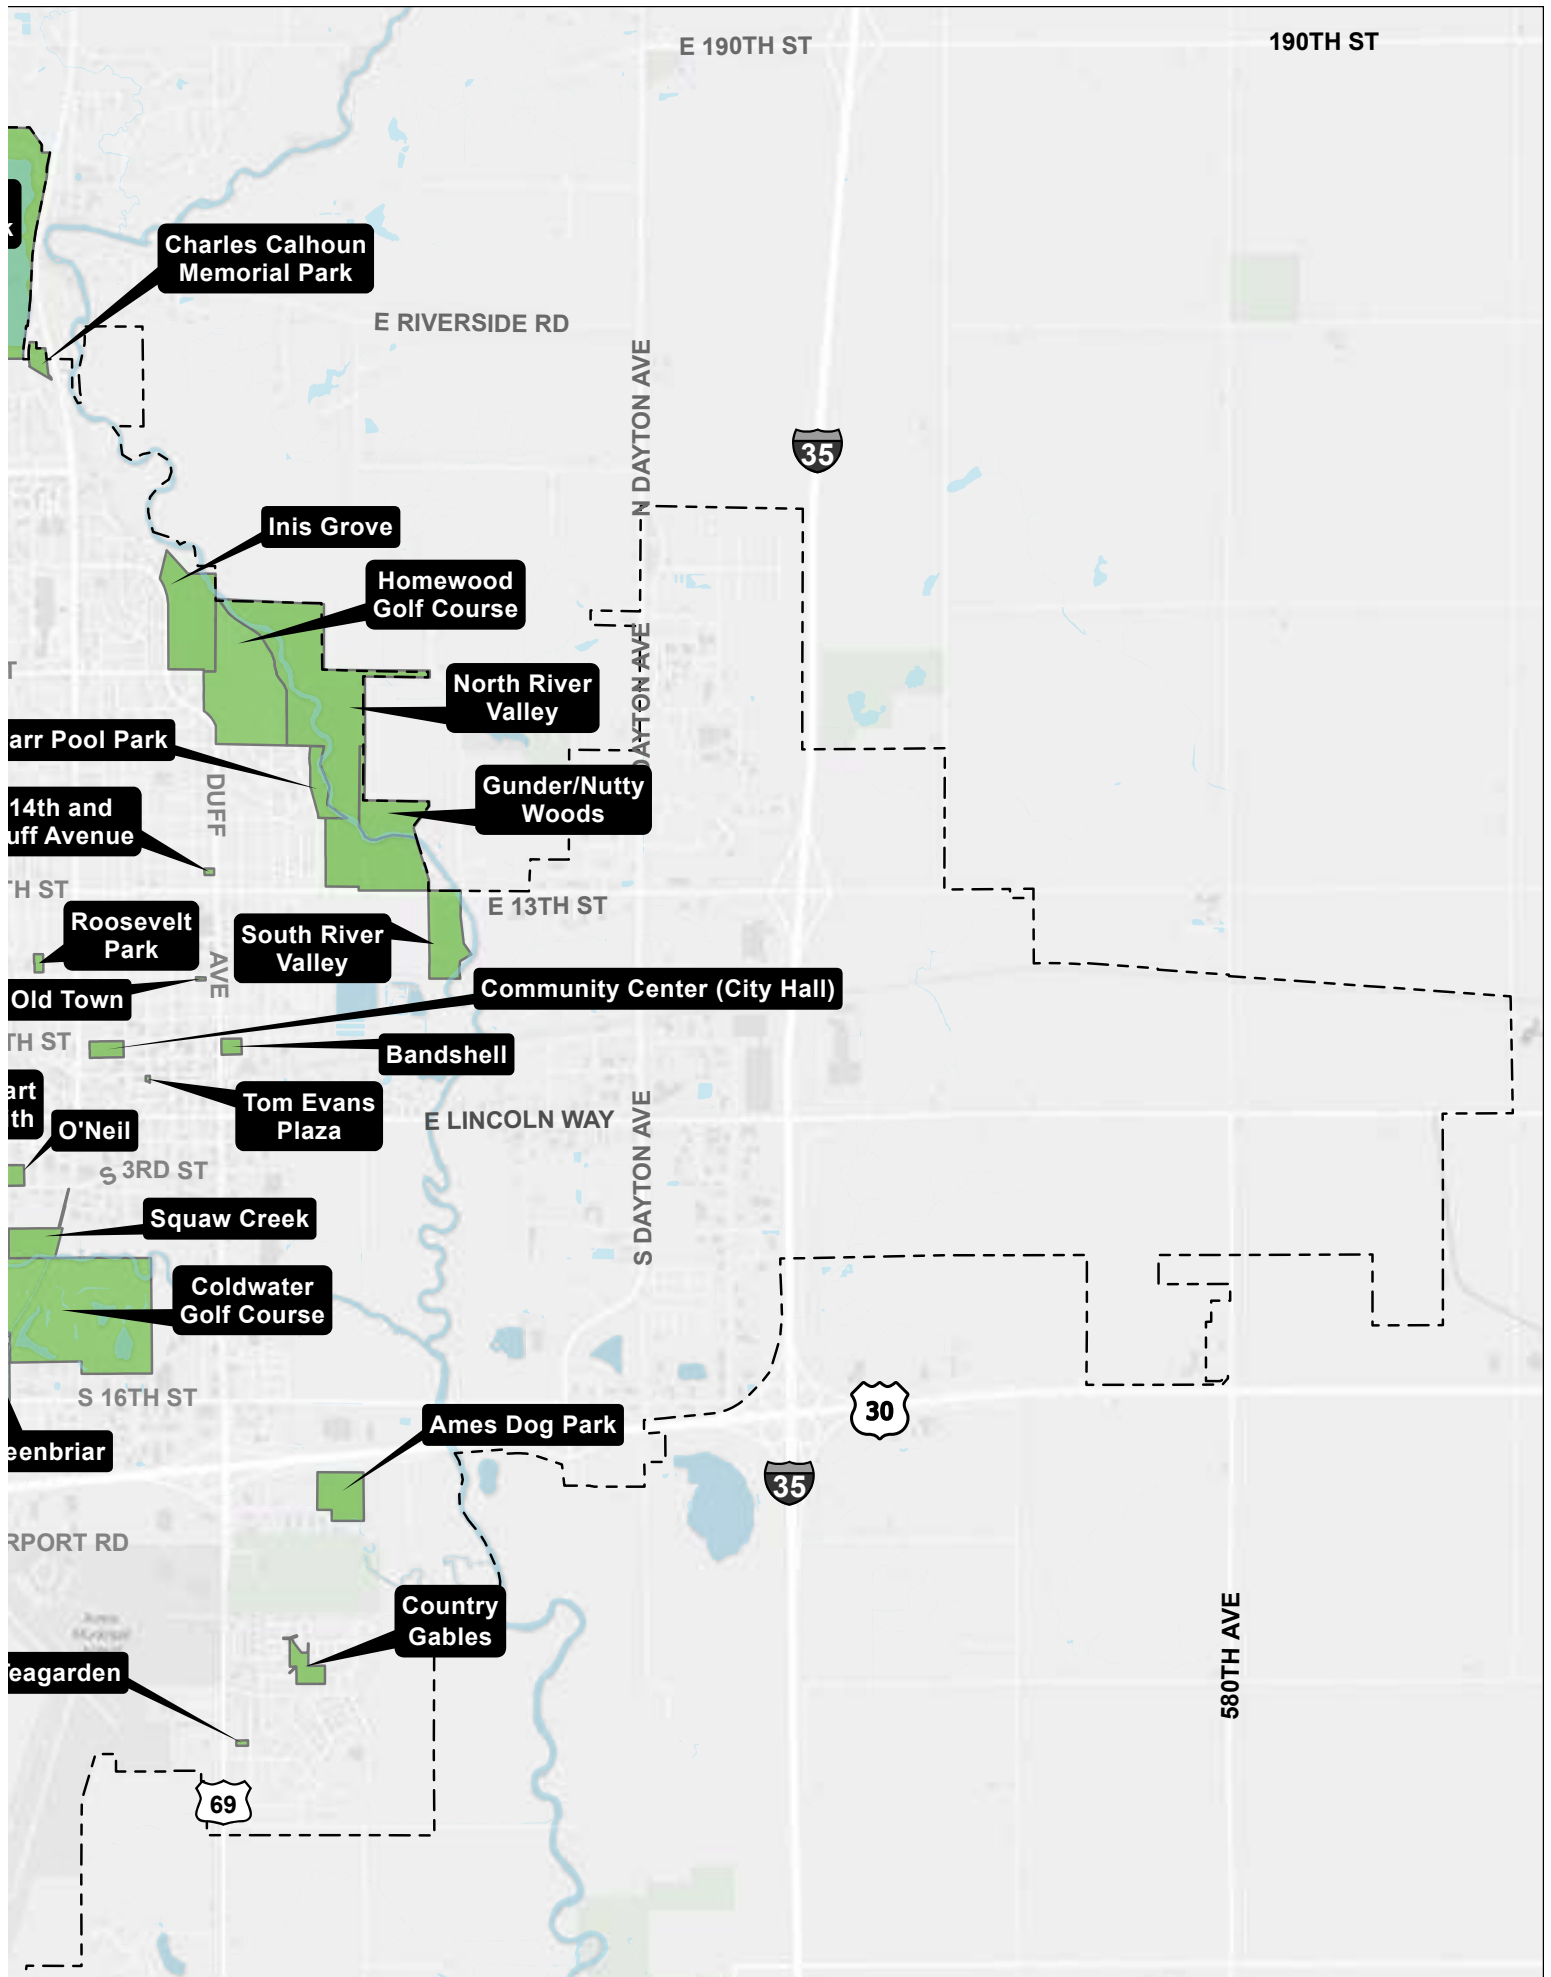 E 190TH ST
190TH ST
k
Charles Calhoun
Memorial Park
E RIVERSIDE RD
N DAYTON AVE
35
Inis Grove
Homewood
Golf Course
DAYTON AVE
T
North River
Valley
arr Pool Park
DUFF
Gunder/Nutty
Woods
14th and
uff Avenue
TH ST
E 13TH ST
Roosevelt
Park
South River
Valley
AVE
Old Town
Community Center (City Hall)
TH ST
Bandshell
art
th
Tom Evans
Plaza
E LINCOLN WAY
O'Neil
S 3RD ST
S DAYTON AVE
Squaw Creek
Coldwater
Golf Course
S 16TH ST
30
Ames Dog Park
eenbriar
35
RPORT RD
Country
Gables
580TH AVE
eagarden
69